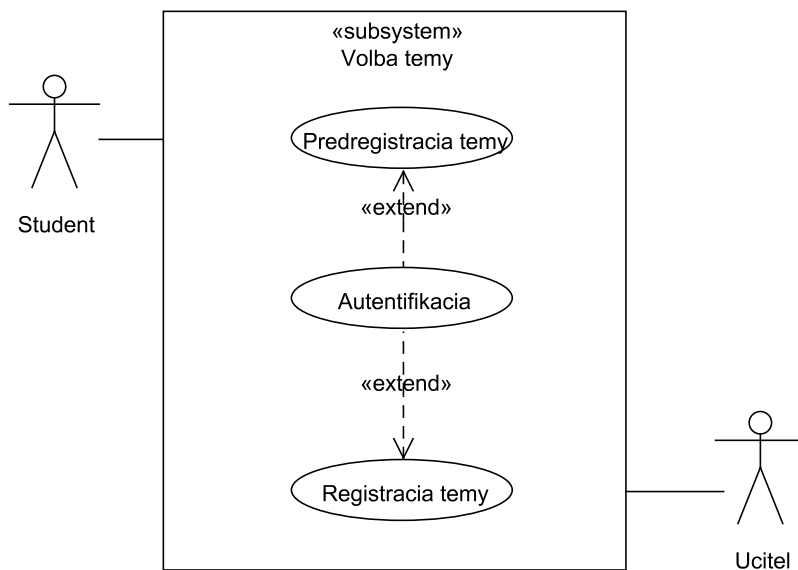 «subsystem»
Volba temy
Predregistracia temy
«extend»
Student
Autentifikacia
«extend»
Registracia temy
Ucitel